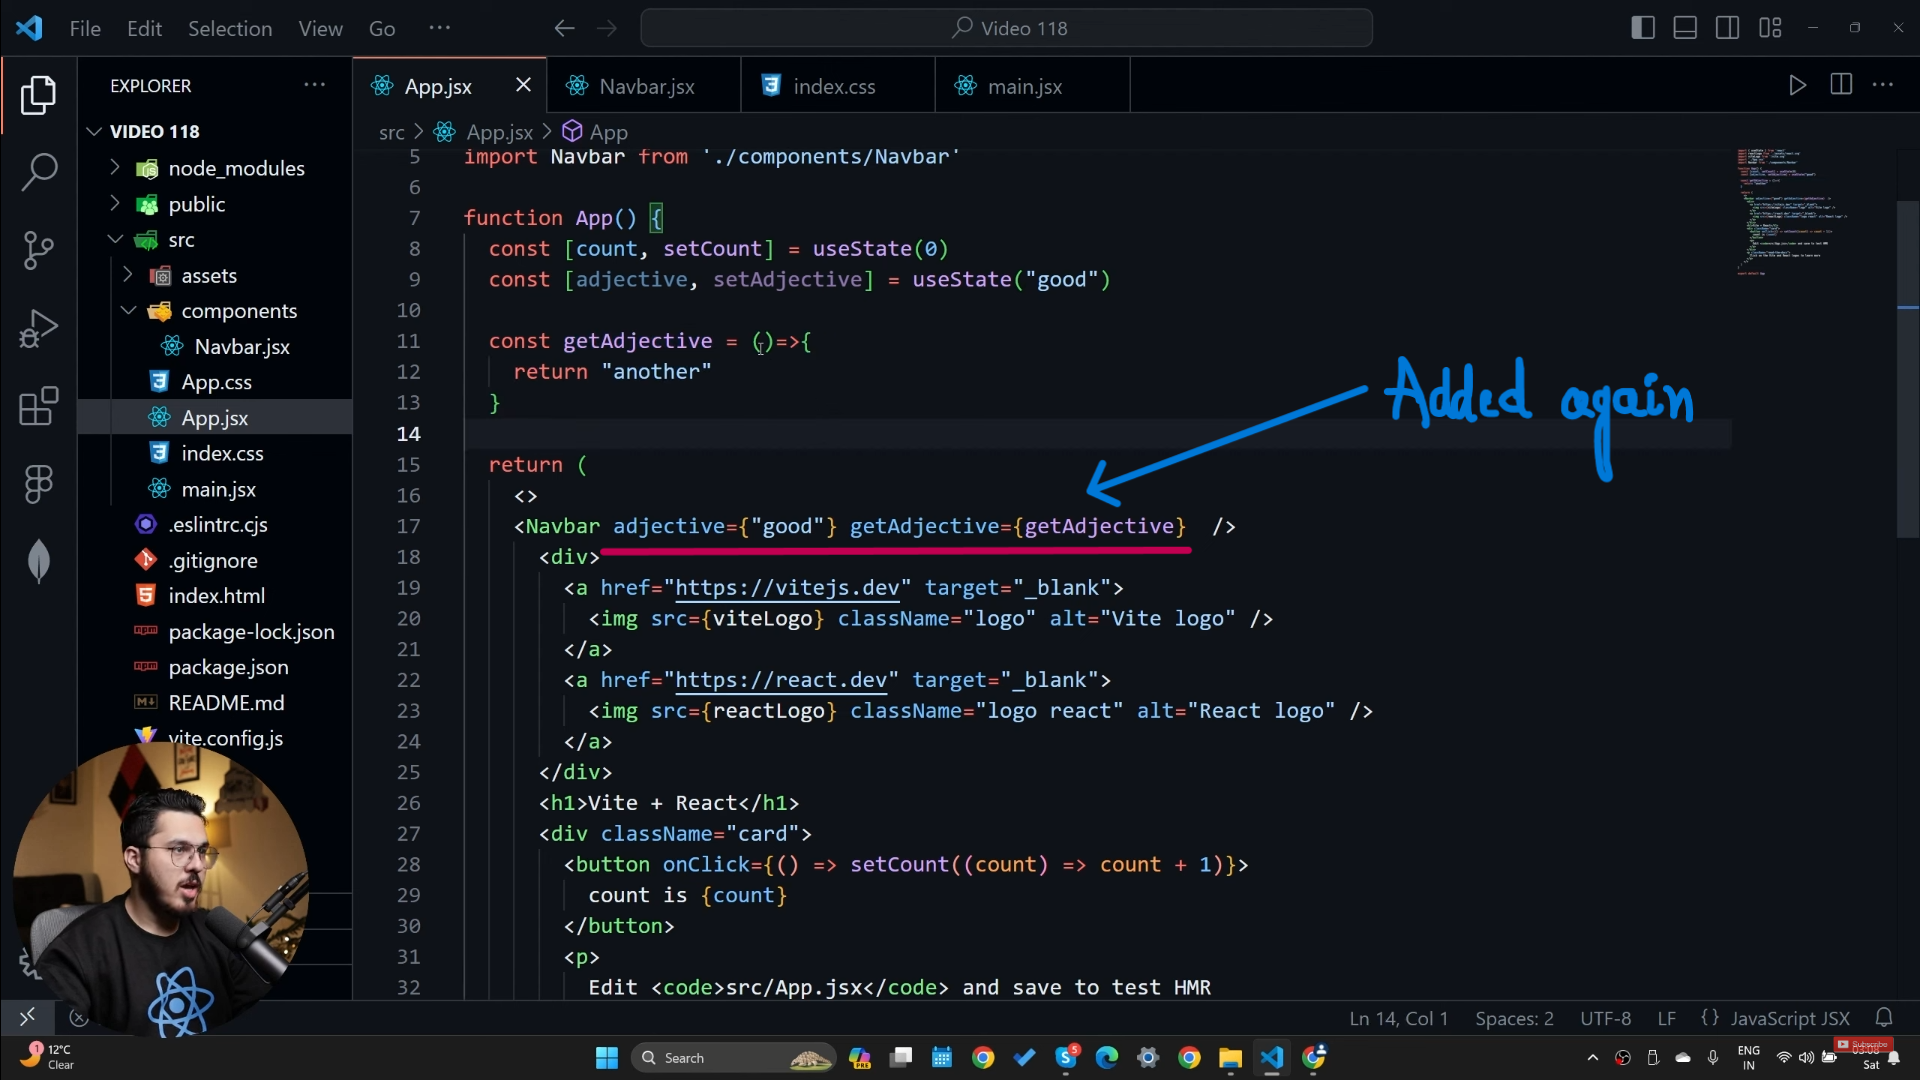 File Edit Selection View Go ···
Video 118
EXPLORER ···
App.jsx
Navbar.jsx
index.css
main.jsx
VIDEO 118
node_modules
public
src
assets
components
Navbar.jsx
App.css
App.jsx
index.css
main.jsx
.eslintrc.cjs
.gitignore
index.html
package-lock.json
package.json
README.md
vite.config.js
src > App.jsx > App
5 import Navbar from './components/Navbar'
6
7 function App() {
8 const [count, setCount] = useState(0)
9 const [adjective, setAdjective] = useState("good")
10
11 const getAdjective = ()=>{
12 return "another"
13 }
14
15 return (
16 <>
17 <Navbar adjective={"good"} getAdjective={getAdjective} />
18 <div>
19 <a href="https://vitejs.dev" target="_blank">
20 <img src={viteLogo} className="logo" alt="Vite logo" />
21 </a>
22 <a href="https://react.dev" target="_blank">
23 <img src={reactLogo} className="logo react" alt="React logo" />
24 </a>
25 </div>
26 <h1>Vite + React</h1>
27 <div className="card">
28 <button onClick={() => setCount((count) => count + 1)}>
29 count is {count}
30 </button>
31 <p>
32 Edit <code>src/App.jsx</code> and save to test HMR
Added again
Ln 14, Col 1 Spaces: 2 UTF-8 LF {} JavaScript JSX
1
12°C
Clear
Search
PRE
5
ENG
IN
Subscribe
Sat